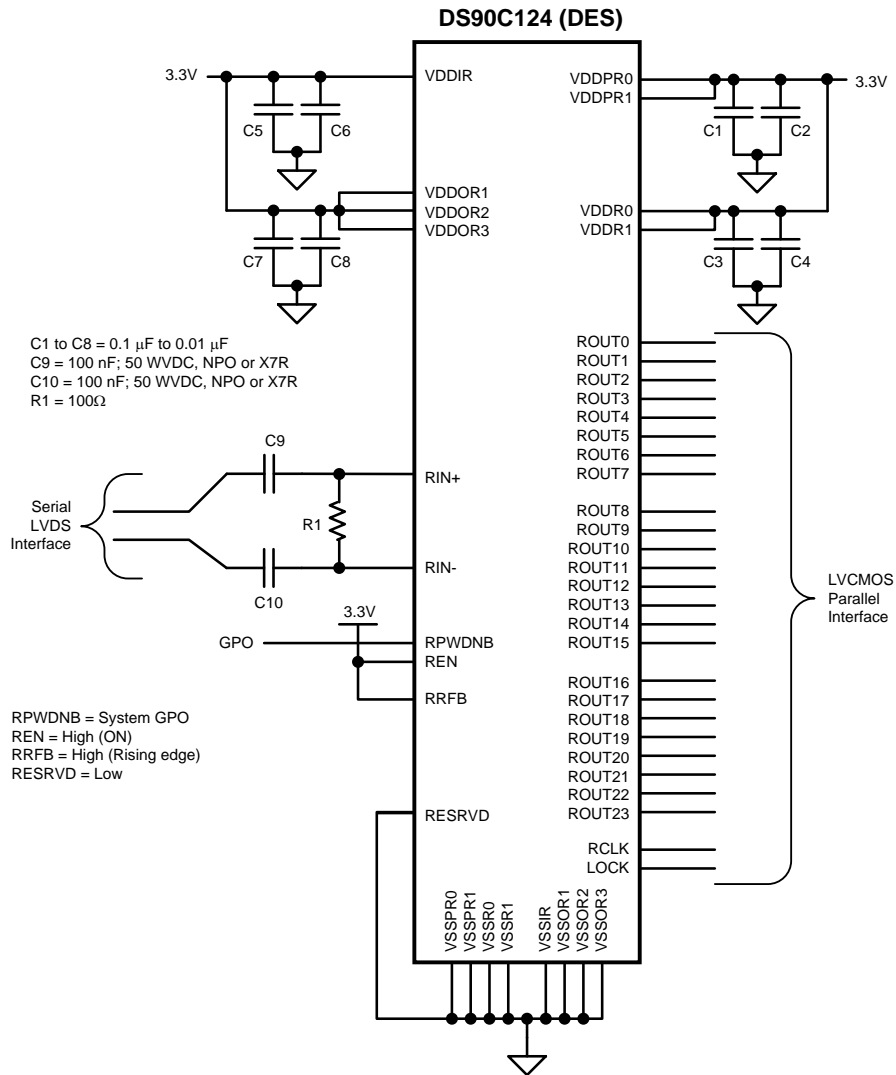 DS90C124 (DES)
3.3V
VDDIR
VDDPR0
VDDPR1
3.3V
C5
C6
C1
C2
VDDOR1
VDDOR2
VDDOR3
VDDR0
VDDR1
C7
C8
C3
C4
C1 to C8 = 0.1 μF to 0.01 μF
C9 = 100 nF; 50 WVDC, NPO or X7R
C10 = 100 nF; 50 WVDC, NPO or X7R
R1 = 100Ω
ROUT0
ROUT1
ROUT2
ROUT3
ROUT4
ROUT5
ROUT6
ROUT7
C9
RIN+
Serial
LVDS
Interface
R1
RIN-
C10
ROUT8
ROUT9
ROUT10
ROUT11
ROUT12
ROUT13
ROUT14
ROUT15
LVCMOS
Parallel
Interface
3.3V
GPO
RPWDNB
REN
RRFB
RPWDNB = System GPO
REN = High (ON)
RRFB = High (Rising edge)
RESRVD = Low
ROUT16
ROUT17
ROUT18
ROUT19
ROUT20
ROUT21
ROUT22
ROUT23
RESRVD
RCLK
LOCK
VSSPR0
VSSPR1
VSSR0
VSSR1
VSSIR
VSSOR1
VSSOR2
VSSOR3